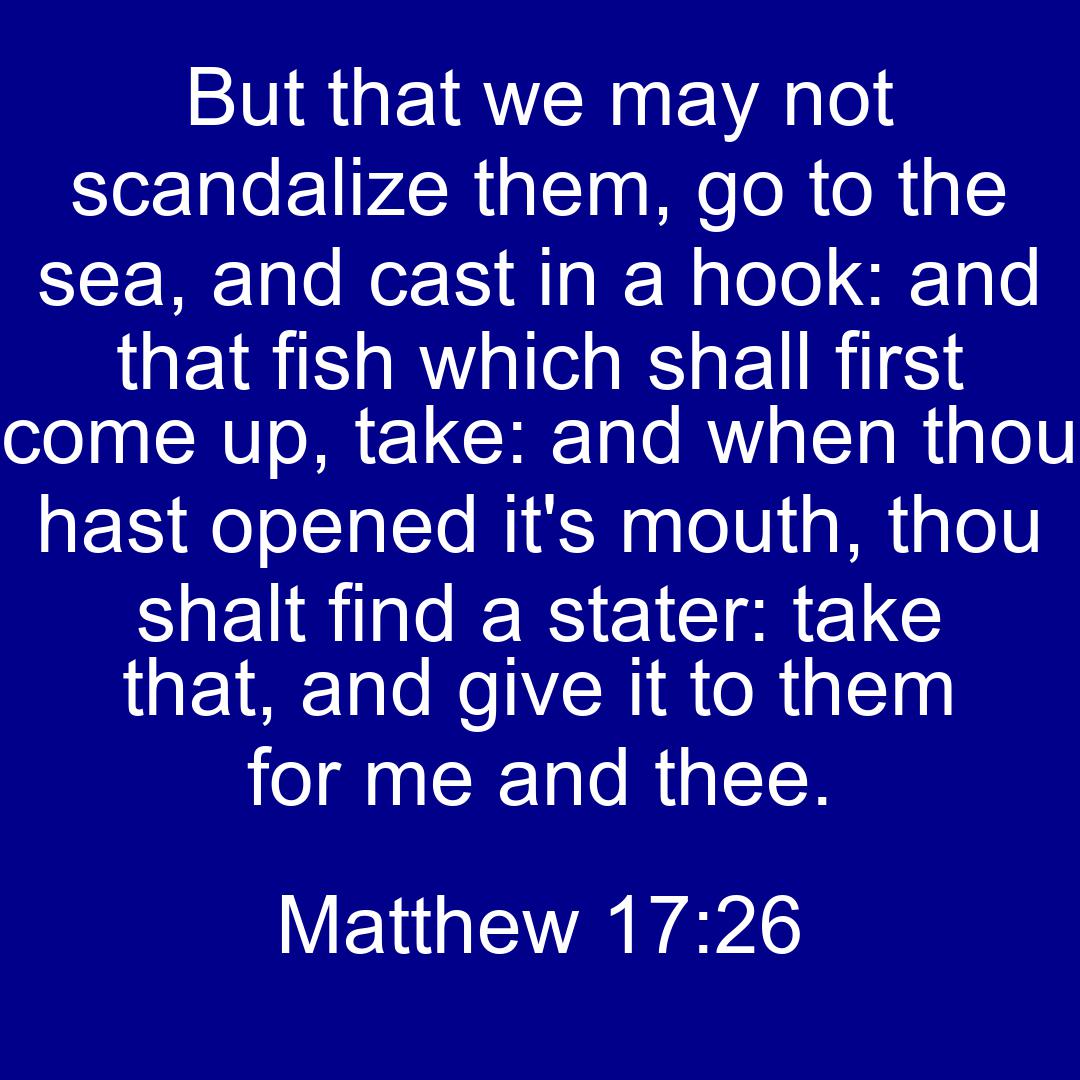 But that we may not
scandalize them, go to the
sea, and cast in a hook: and
that fish which shall first
come up, take: and when thou
hast opened it's mouth, thou
shalt find a stater: take
that, and give it to them
for me and thee.
Matthew 17:26